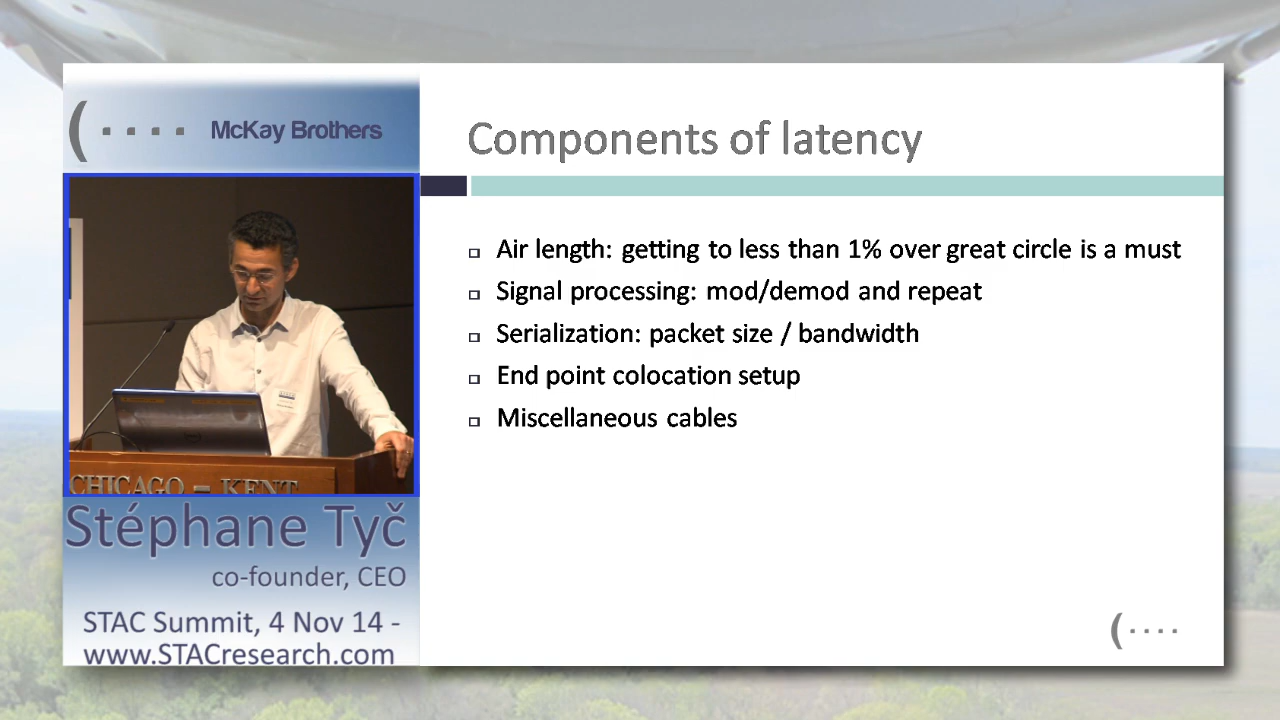 McKay Brothers
Components of latency
Air length: getting to less than 1% over great circle is a must
Signal processing: mod/demod and repeat
Serialization: packet size / bandwidth
End point colocation setup
Miscellaneous cables
CHICAGO – KENT
Stéphane Tyč
co-founder, CEO
STAC Summit, 4 Nov 14 -
www.STACresearch.com